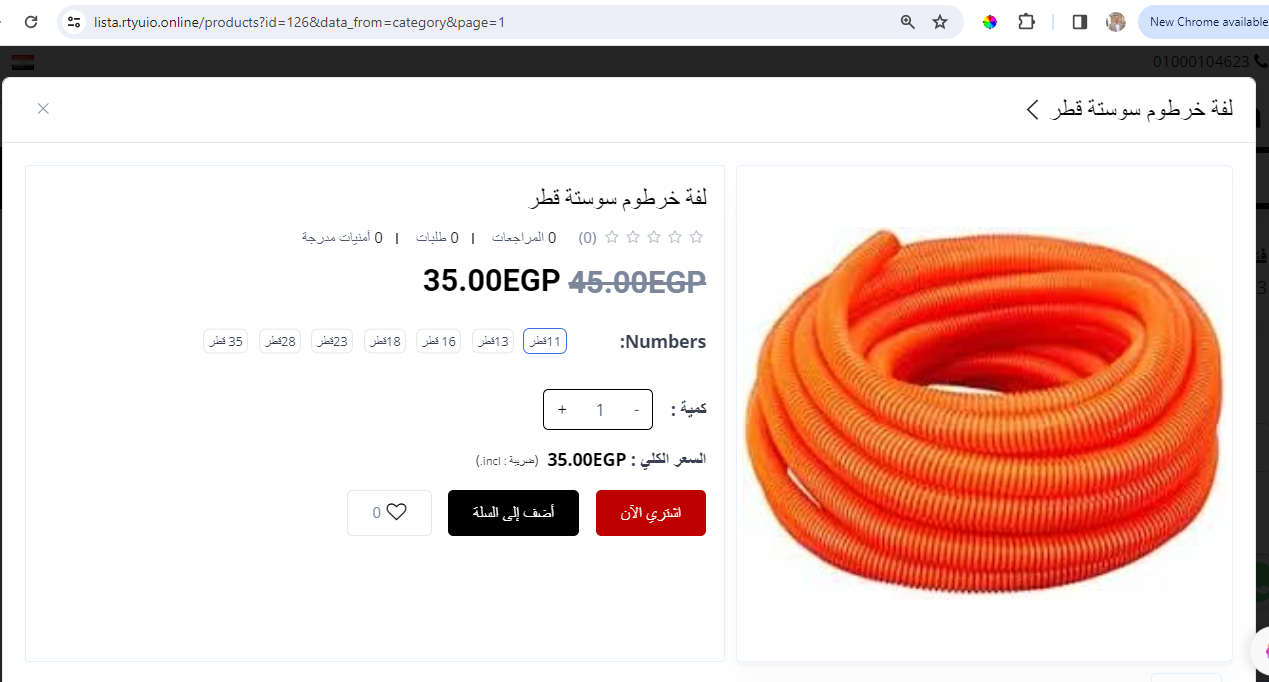 lista.rtyuio.online/products?id=126&data_from=category&page=1
New Chrome available
01000104623
لفة خرطوم سوستة قطر
لفة خرطوم سوستة قطر
(0) 0 المراجعات | 0 طلبات | 0 أمنيات مدرجة
45.00EGP 35.00EGP
Numbers: 11قطر 13قطر 16 قطر 18قطر 23قطر 28قطر 35 قطر
كمية : - 1 +
السعر الكلي : 35.00EGP (ضريبة : incl.)
اشتري الآن أضف إلى السلة 0